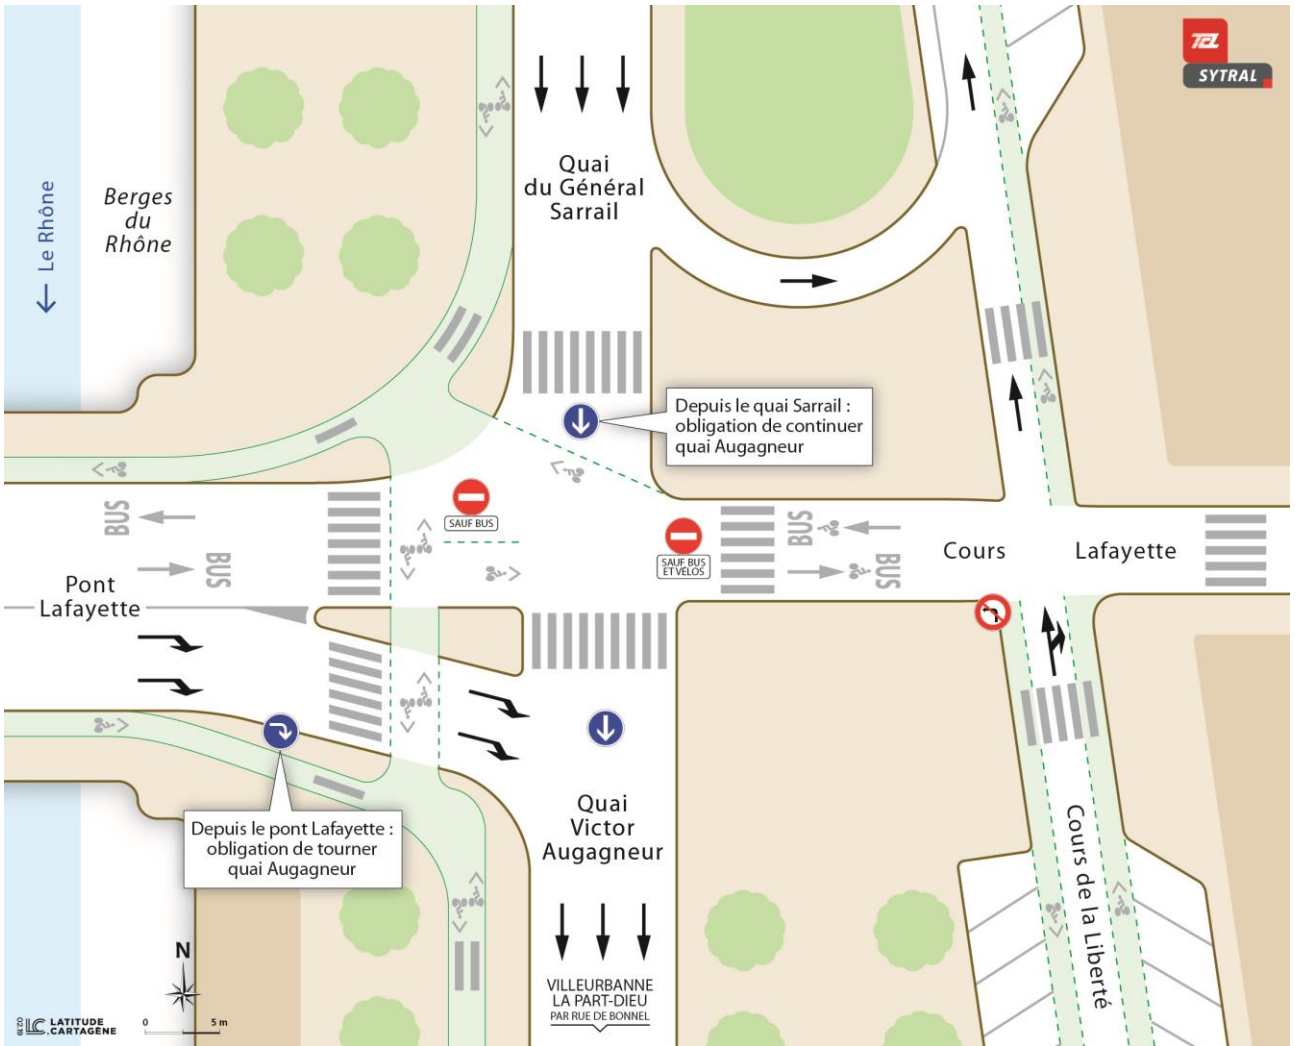 TCL
SYTRAL
Quai
du Général
Sarrail
Berges
du
Rhône
Le Rhône
Depuis le quai Sarrail :
obligation de continuer
quai Augagneur
SAUF BUS
SAUF BUS
ET VÉLOS
BUS
BUS
BUS
BUS
Cours
Lafayette
Pont
Lafayette
Depuis le pont Lafayette :
obligation de tourner
quai Augagneur
Quai
Victor
Augagneur
Cours de la Liberté
VILLEURBANNE
LA PART-DIEU
PAR RUE DE BONNEL
N
0 5 m
02.19
LC LATITUDE
.CARTAGÈNE